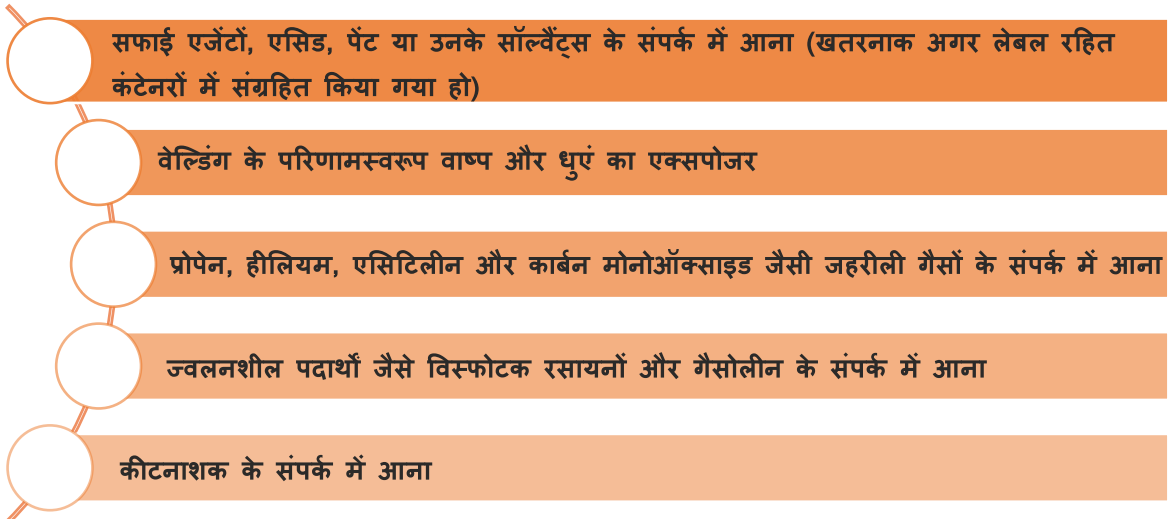 सफाई एजेंटों, एसिड, पेंट या उनके सॉल्वैंट्स के संपर्क में आना (खतरनाक अगर लेबल रहित
कंटेनरों में संग्रहित किया गया हो)
वेल्डिंग के परिणामस्वरूप वाष्प और धुएं का एक्सपोजर
प्रोपेन, हीलियम, एसिटिलीन और कार्बन मोनोऑक्साइड जैसी जहरीली गैसों के संपर्क में आना
ज्वलनशील पदार्थों जैसे विस्फोटक रसायनों और गैसोलीन के संपर्क में आना
कीटनाशक के संपर्क में आना